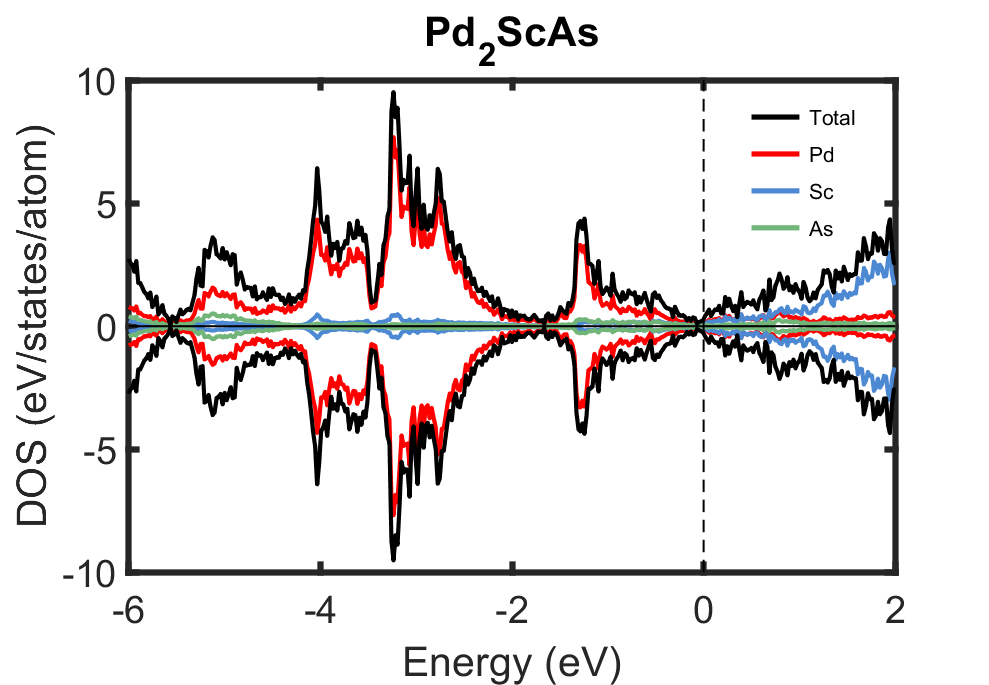 Pd2ScAs
10
5
0
-5
-10
DOS (eV/states/atom)
Total
Pd
Sc
As
-6 -4 -2 0 2
Energy (eV)